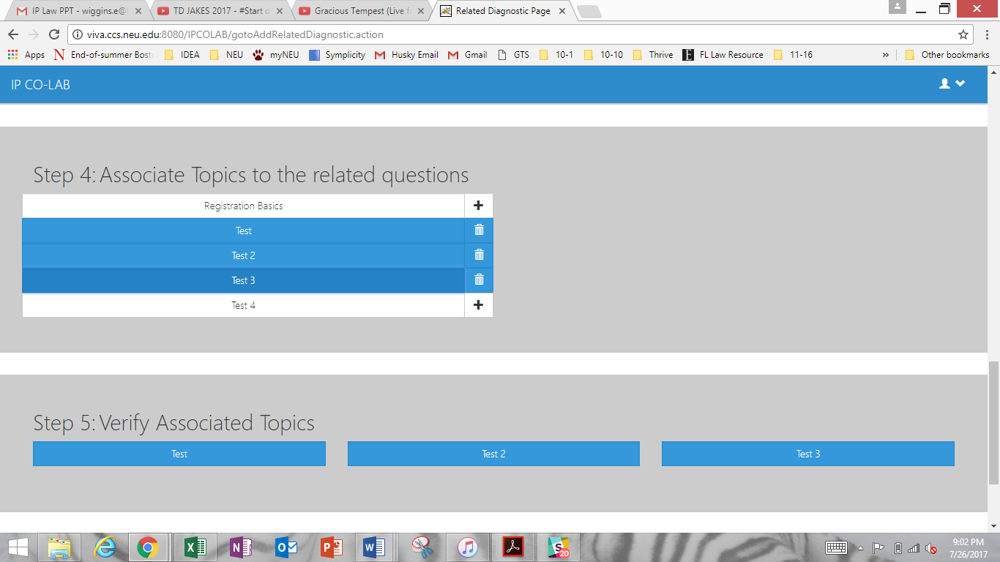 IP Law PPT - wiggins.e@
TD JAKES 2017 - #Start d
Gracious Tempest (Live f
Related Diagnostic Page
viva.ccs.neu.edu:8080/IPCOLAB/gotoAddRelatedDiagnostic.action
Apps
End-of-summer Bost
IDEA
NEU
myNEU
Symplicity
Husky Email
Gmail
GTS
10-1
10-10
Thrive
FL Law Resource
11-16
»
Other bookmarks
IP CO-LAB
Step 4: Associate Topics to the related questions
Registration Basics
Test
Test 2
Test 3
Test 4
Step 5: Verify Associated Topics
Test
Test 2
Test 3
20
9:02 PM
7/26/2017